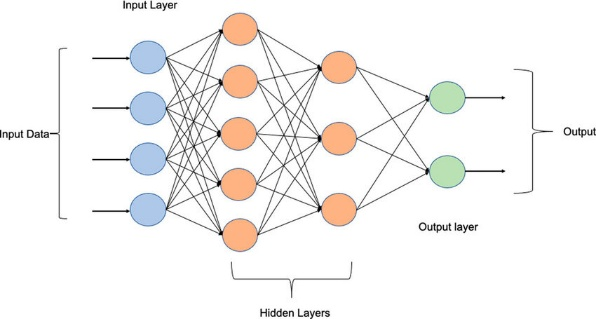 Input Layer
Input Data
Output
Output layer
Hidden Layers